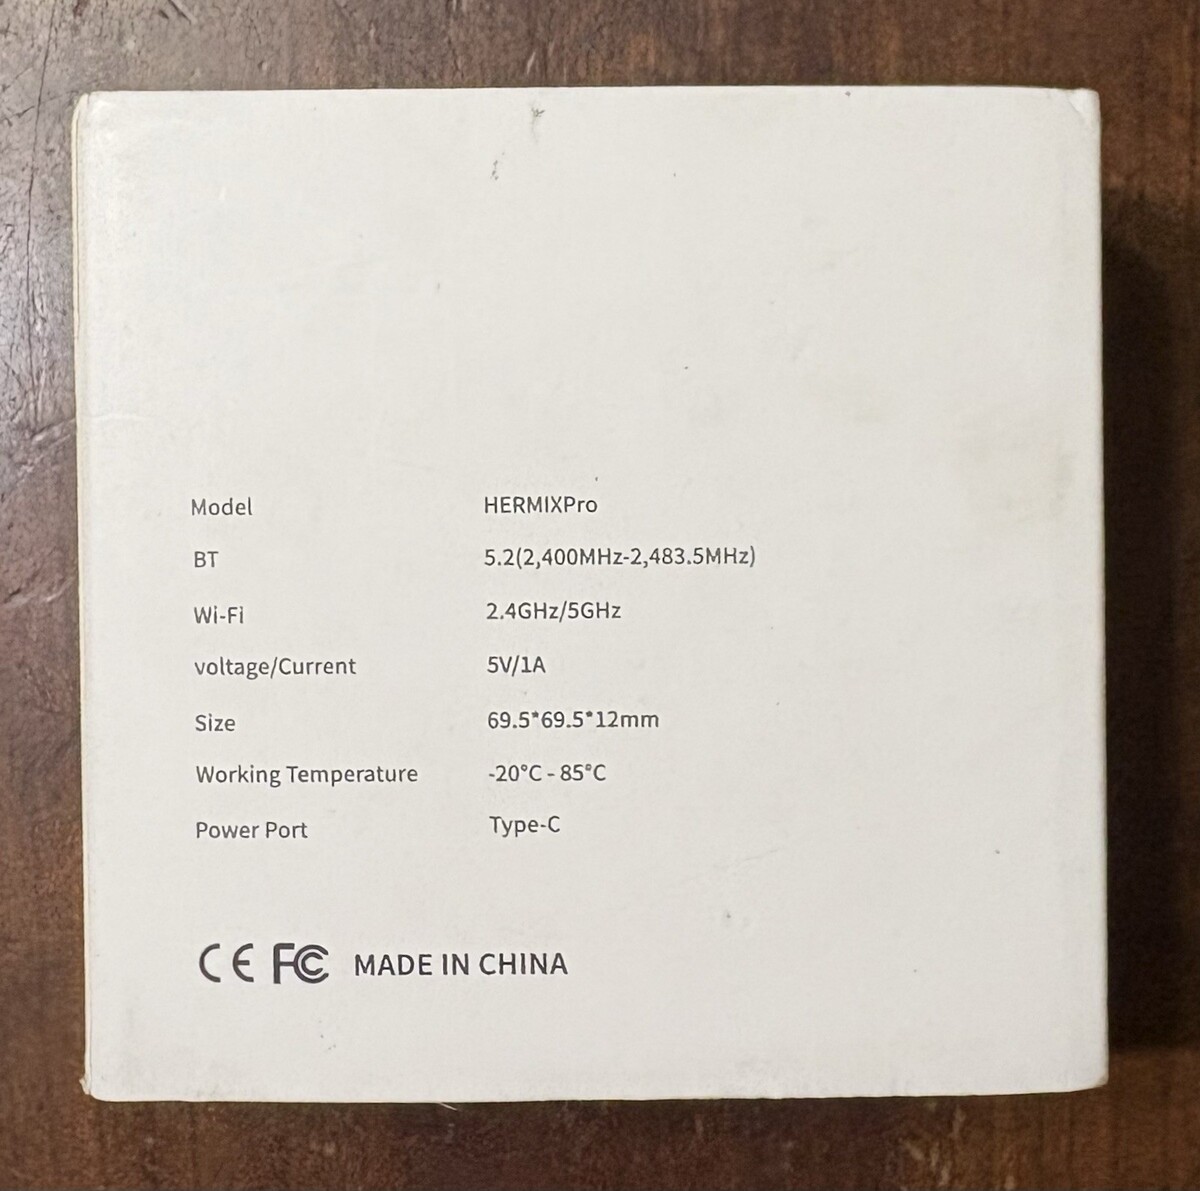 Model HERMIXPro
BT 5.2(2,400MHz-2,483.5MHz)
Wi-Fi 2.4GHz/5GHz
voltage/Current 5V/1A
Size 69.5*69.5*12mm
Working Temperature -20°C - 85°C
Power Port Type-C
CE FC MADE IN CHINA